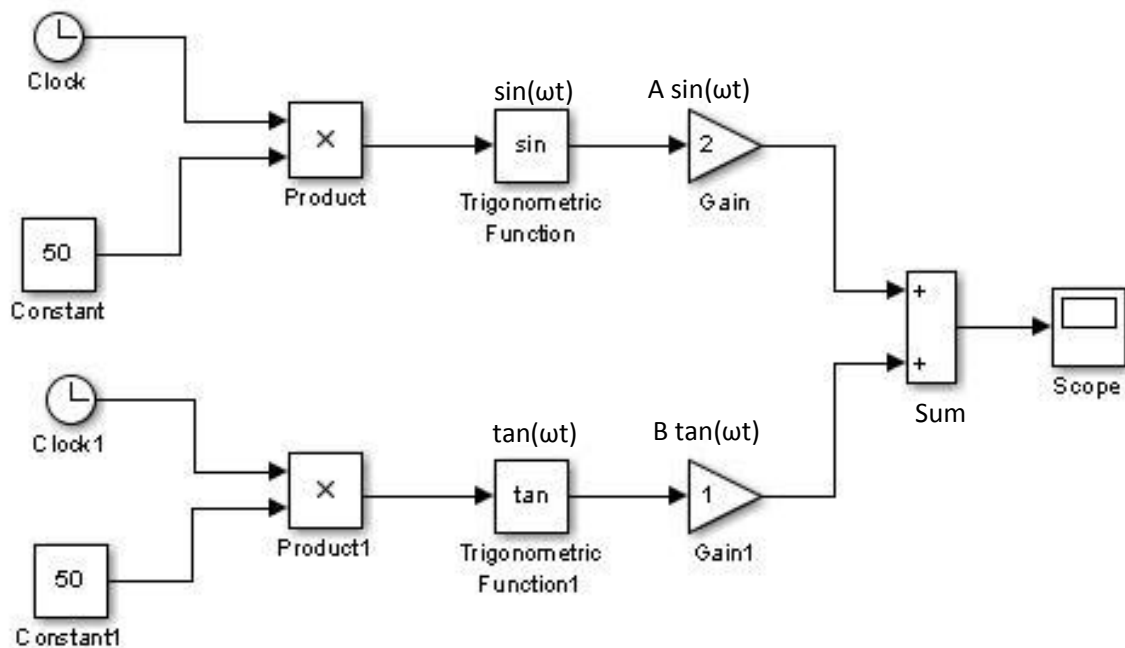 Clock
sin(ωt)
A sin(ωt)
×
sin
2
Product
Trigonometric
Function
Gain
50
Constant
+
+
Scope
Sum
Clock1
tan(ωt)
B tan(ωt)
×
tan
1
Product1
Trigonometric
Function1
Gain1
50
Constant1